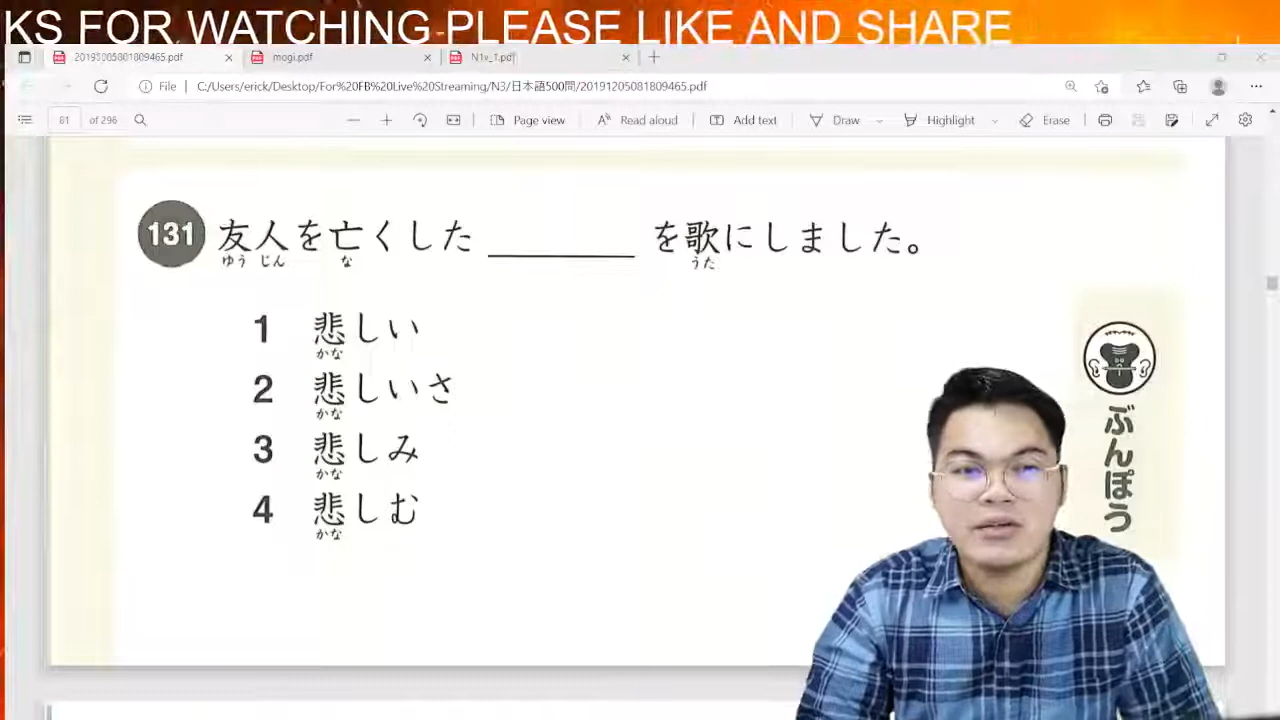 KS FOR WATCHING-PLEASE LIKE AND SHARE
20191205081809465.pdf
mogi.pdf
N1v_1.pdf
File
C:/Users/erick/Desktop/For%20FB%20Live%20Streaming/N3/日本語500問/20191205081809465.pdf
81
of 296
Page view
Read aloud
Add text
Draw
Highlight
Erase
131 友人を亡くした ______ を歌にしました。
ゆう じん な うた
1 悲しい
かな
2 悲しいさ
かな
3 悲しみ
かな
4 悲しむ
かな
ぶんぽう